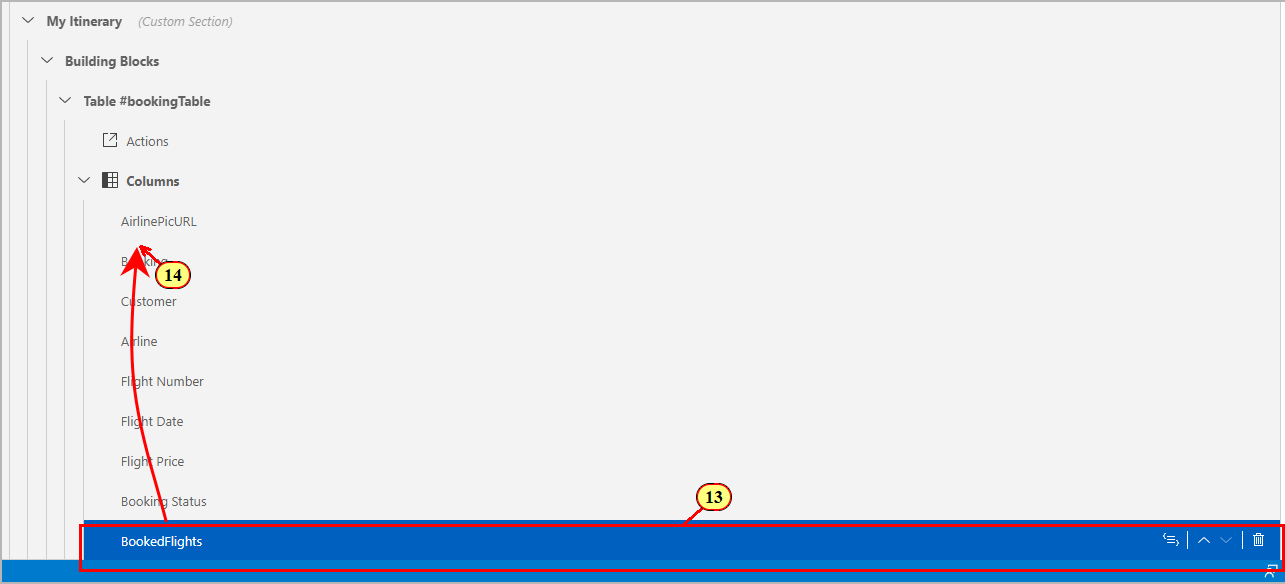 My Itinerary (Custom Section)
Building Blocks
Table #bookingTable
Actions
Columns
AirlinePicURL
Booking
14
Customer
Airline
Flight Number
Flight Date
Flight Price
Booking Status
13
BookedFlights